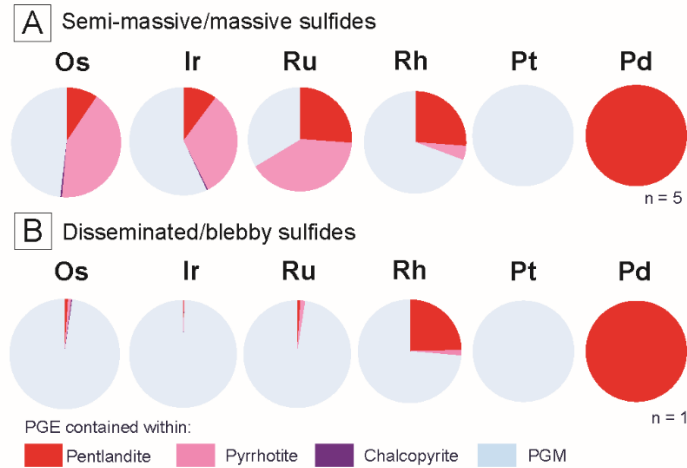 A Semi-massive/massive sulfides
Os Ir Ru Rh Pt Pd
n = 5
B Disseminated/blebby sulfides
Os Ir Ru Rh Pt Pd
n = 1
PGE contained within:
Pentlandite Pyrrhotite Chalcopyrite PGM